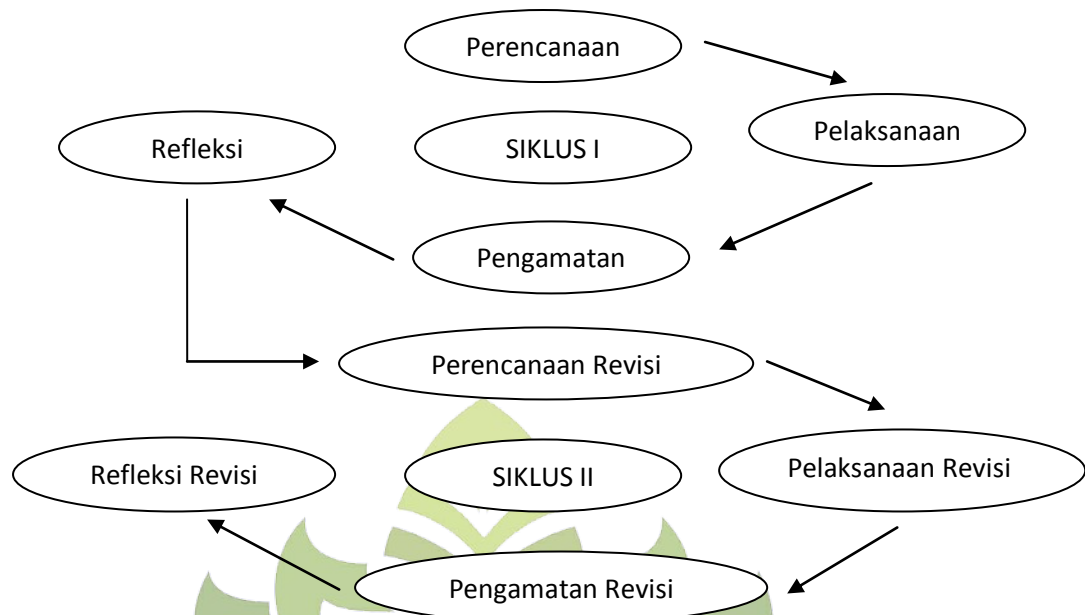 Perencanaan
Pelaksanaan
Refleksi
SIKLUS I
Pengamatan
Perencanaan Revisi
Pelaksanaan Revisi
Refleksi Revisi
SIKLUS II
Pengamatan Revisi